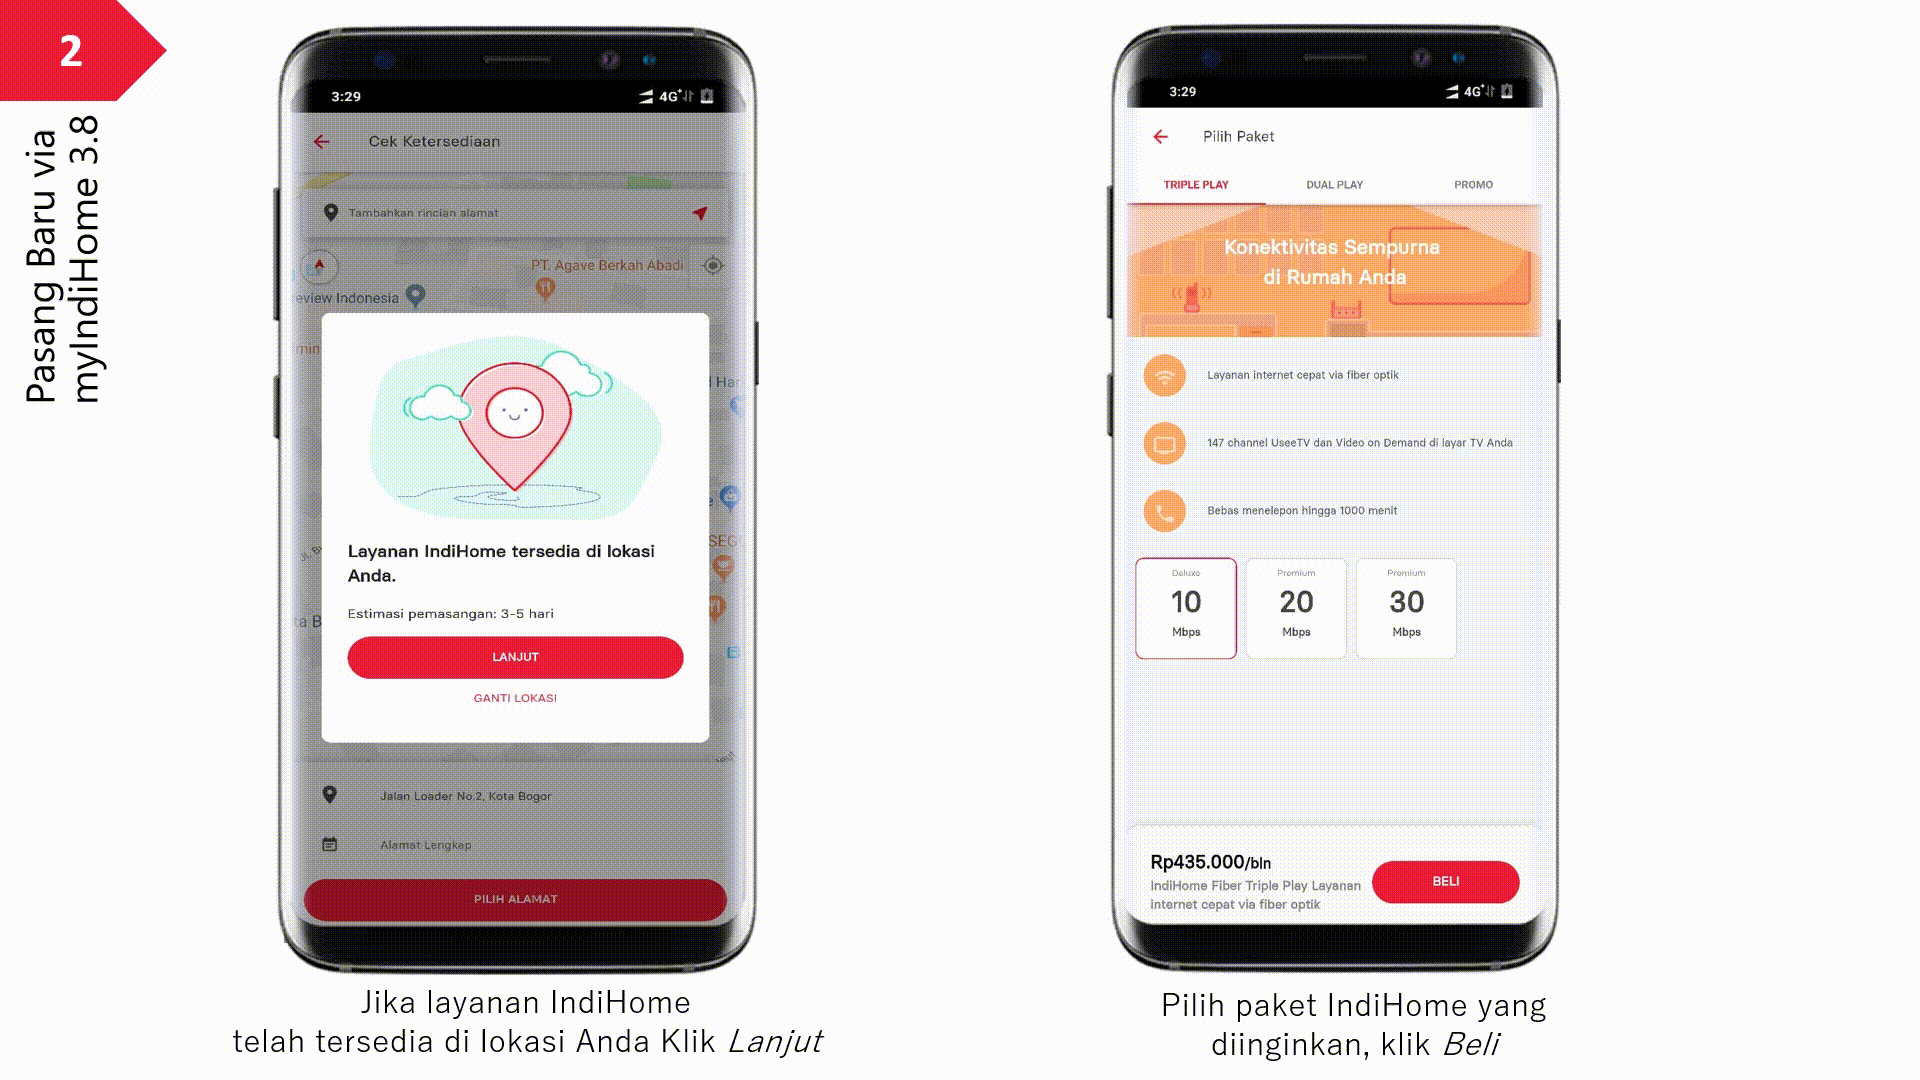 2
Pasang Baru via
myIndiHome 3.8
3:29
4G+
Cek Ketersediaan
Tambahkan rincian alamat
PT. Agave Berkah Abadi
eview Indonesia
min
Har
Layanan IndiHome tersedia di lokasi
Anda.
Estimasi pemasangan: 3-5 hari
LANJUT
GANTI LOKASI
Jalan Loader No.2, Kota Bogor
Alamat Lengkap
PILIH ALAMAT
Jika layanan IndiHome
telah tersedia di lokasi Anda Klik Lanjut
3:29
4G+
Pilih Paket
TRIPLE PLAY DUAL PLAY PROMO
Konektivitas Sempurna
di Rumah Anda
Layanan internet cepat via fiber optik
147 channel UseeTV dan Video on Demand di layar TV Anda
Bebas menelepon hingga 1000 menit
Deluxe Premium Premium
10 20 30
Mbps Mbps Mbps
Rp435.000/bln
IndiHome Fiber Triple Play Layanan
internet cepat via fiber optik
BELI
Pilih paket IndiHome yang
diinginkan, klik Beli